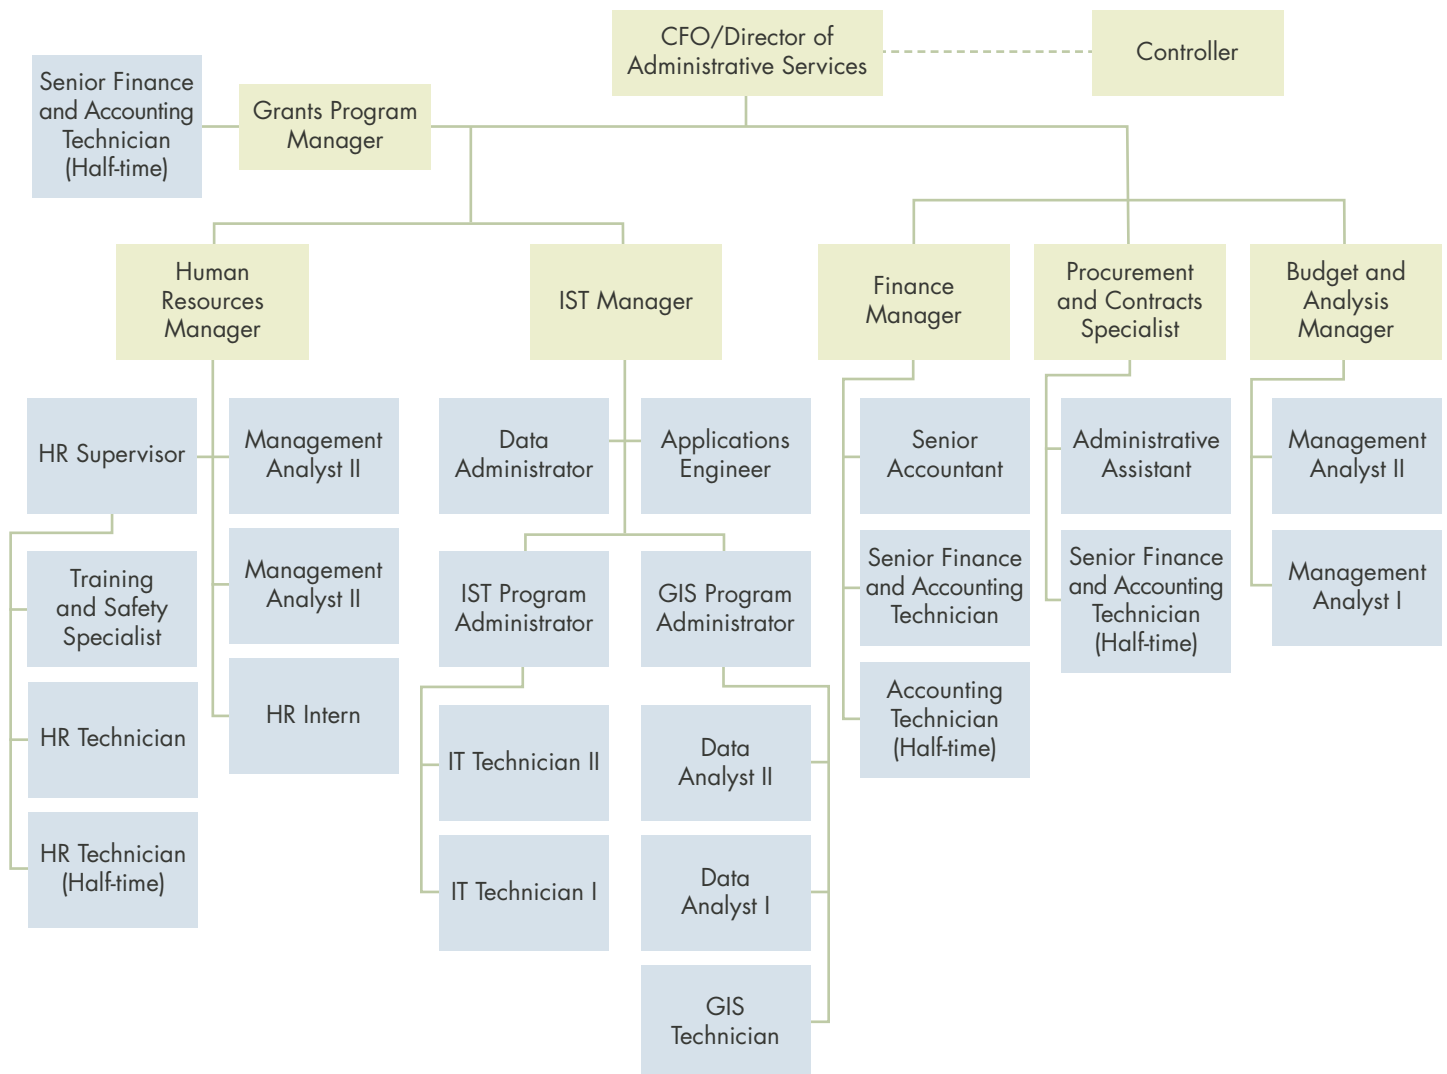 CFO/Director of
Administrative Services
Controller
Senior Finance
and Accounting
Technician
(Half-time)
Grants Program
Manager
Human
Resources
Manager
IST Manager
Finance
Manager
Procurement
and Contracts
Specialist
Budget and
Analysis
Manager
HR Supervisor
Management
Analyst II
Data
Administrator
Applications
Engineer
Senior
Accountant
Administrative
Assistant
Management
Analyst II
Training
and Safety
Specialist
Management
Analyst II
IST Program
Administrator
GIS Program
Administrator
Senior Finance
and Accounting
Technician
Senior Finance
and Accounting
Technician
(Half-time)
Management
Analyst I
HR Technician
HR Intern
IT Technician II
Data
Analyst II
Accounting
Technician
(Half-time)
HR Technician
(Half-time)
IT Technician I
Data
Analyst I
GIS
Technician